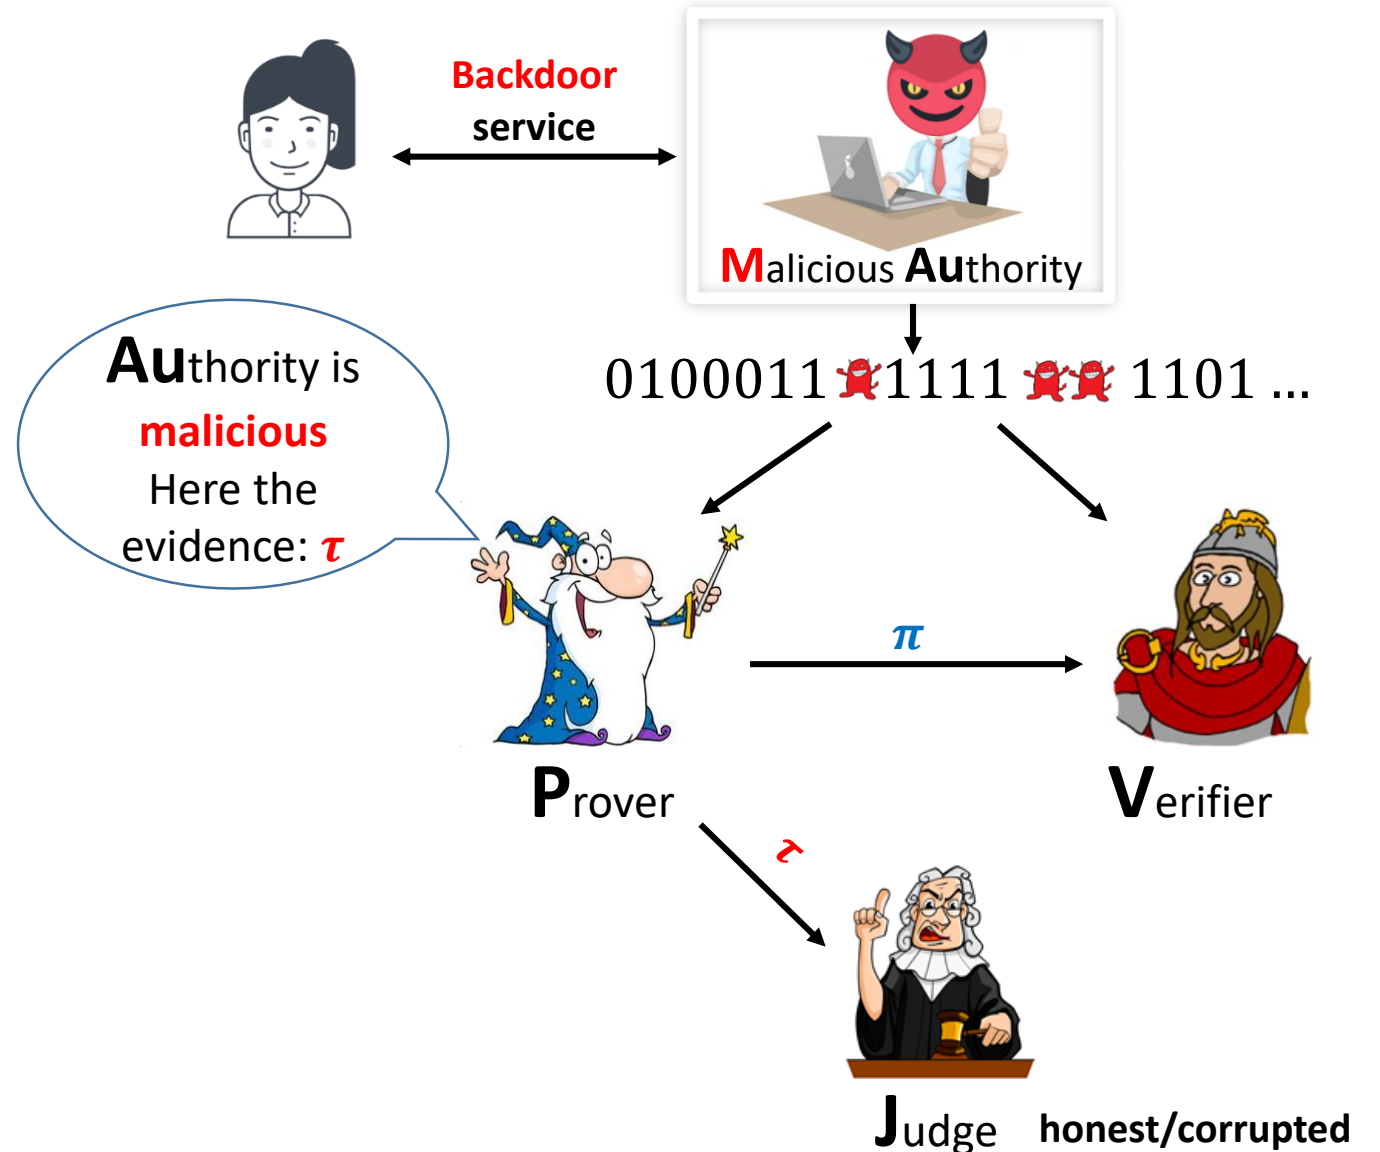 Backdoor
service
Malicious Authority
0100011 1111 1101 ...
Authority is
malicious
Here the
evidence: τ
π
Prover
Verifier
τ
Judge honest/corrupted